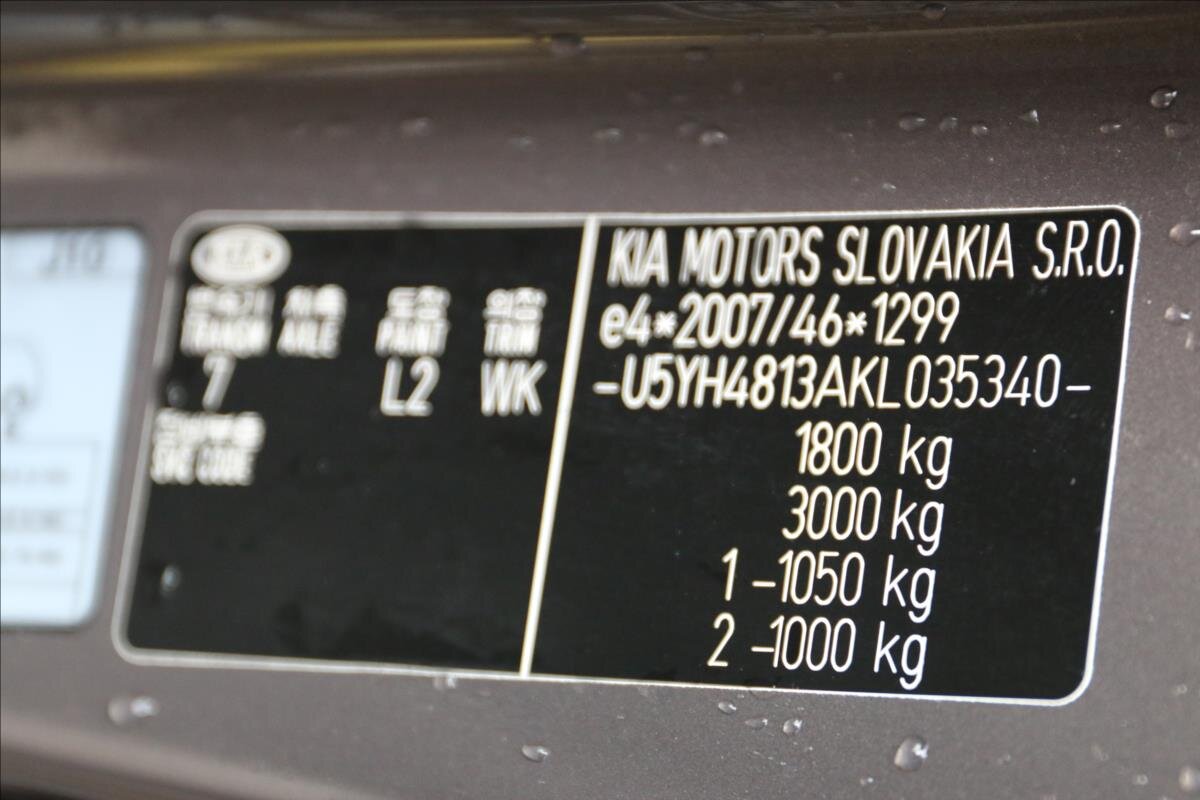 KIA
TRANSM AXLE PAINT TRIM
7 L2 WK
SVC CODE
KIA MOTORS SLOVAKIA S.R.O.
e4*2007/46*1299
-U5YH4813AKL035340-
1800 kg
3000 kg
1 -1050 kg
2 -1000 kg